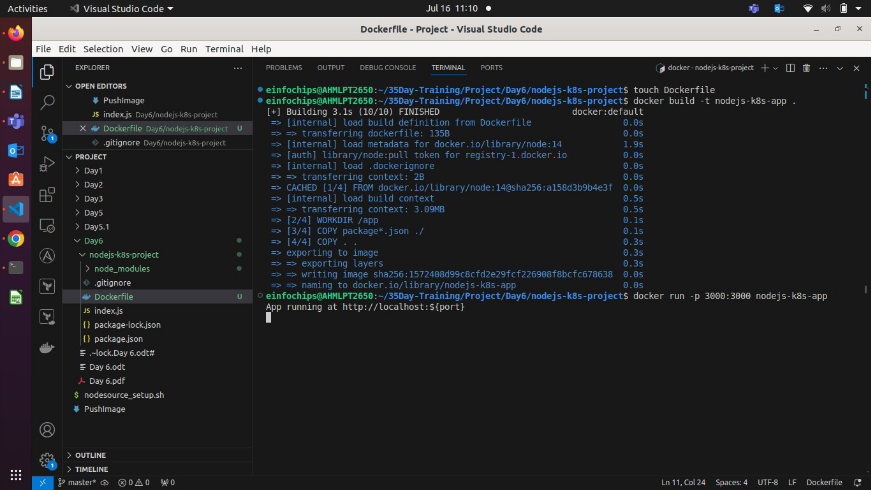 Activities
Visual Studio Code
Jul 16 11:10
Dockerfile - Project - Visual Studio Code
File Edit Selection View Go Run Terminal Help
EXPLORER
OPEN EDITORS
PushImage
JS index.js Day6/nodejs-k8s-project
Dockerfile Day6/nodejs-k8s-project U
.gitignore Day6/nodejs-k8s-project
PROJECT
Day1
Day2
Day3
Day5
Day5.1
Day6
nodejs-k8s-project
node_modules
.gitignore
Dockerfile U
JS index.js
{} package-lock.json
{} package.json
.~lock.Day 6.odt#
Day 6.odt
Day 6.pdf
$ nodesource_setup.sh
PushImage
OUTLINE
TIMELINE
PROBLEMS OUTPUT DEBUG CONSOLE TERMINAL PORTS
docker - nodejs-k8s-project
einfochips@AHMLPT2650:~/35Day-Training/Project/Day6/nodejs-k8s-project$ touch Dockerfile
einfochips@AHMLPT2650:~/35Day-Training/Project/Day6/nodejs-k8s-project$ docker build -t nodejs-k8s-app .
[+] Building 3.1s (10/10) FINISHED docker:default
=> [internal] load build definition from Dockerfile 0.0s
=> => transferring dockerfile: 135B 0.0s
=> [internal] load metadata for docker.io/library/node:14 1.9s
=> [auth] library/node:pull token for registry-1.docker.io 0.0s
=> [internal] load .dockerignore 0.0s
=> => transferring context: 2B 0.0s
=> CACHED [1/4] FROM docker.io/library/node:14@sha256:a158d3b9b4e3f 0.0s
=> [internal] load build context 0.5s
=> => transferring context: 3.09MB 0.5s
=> [2/4] WORKDIR /app 0.1s
=> [3/4] COPY package*.json ./ 0.1s
=> [4/4] COPY . . 0.3s
=> exporting to image 0.3s
=> => exporting layers 0.3s
=> => writing image sha256:1572408d99c8cfd2e29fcf226908f8bcfc678638 0.0s
=> => naming to docker.io/library/nodejs-k8s-app 0.0s
einfochips@AHMLPT2650:~/35Day-Training/Project/Day6/nodejs-k8s-project$ docker run -p 3000:3000 nodejs-k8s-app
App running at http://localhost:${port}
master* 0 0 0 Ln 11, Col 24 Spaces: 4 UTF-8 LF Dockerfile